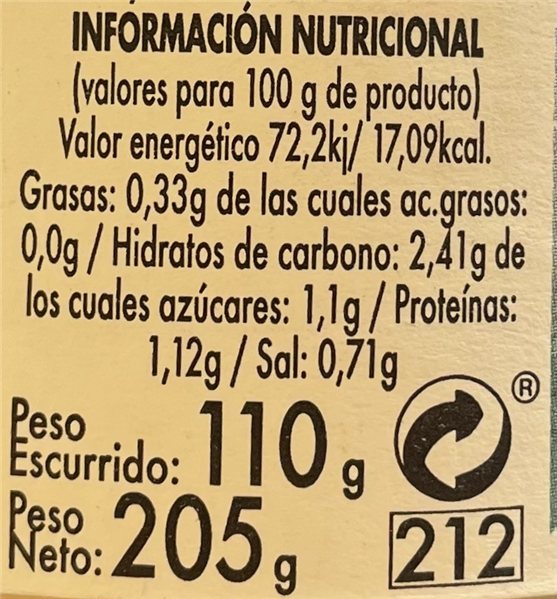 INFORMACIÓN NUTRICIONAL
(valores para 100 g de producto)
Valor energético 72,2kj/ 17,09kcal.
Grasas: 0,33g de las cuales ac.grasos:
0,0g / Hidratos de carbono: 2,41g de
los cuales azúcares: 1,1g / Proteínas:
1,12g / Sal: 0,71g
®
Peso
Escurrido: 110 g
Peso
Neto: 205 g
212